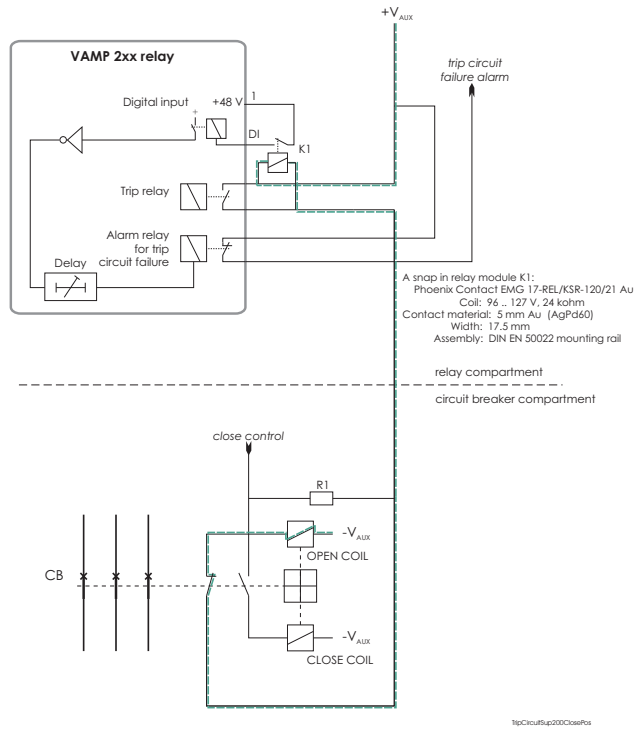 +VAUX
VAMP 2xx relay
trip circuit
failure alarm
Digital input
+
+48 V
1
DI
K1
Trip relay
Alarm relay
for trip
circuit failure
Delay
A snap in relay module K1:
Phoenix Contact EMG 17-REL/KSR-120/21 Au
Coil: 96 .. 127 V, 24 kohm
Contact material: 5 mm Au (AgPd60)
Width: 17.5 mm
Assembly: DIN EN 50022 mounting rail
relay compartment
circuit breaker compartment
close control
R1
-VAUX
OPEN COIL
CB
-VAUX
CLOSE COIL
TripCircuitSup200ClosePos